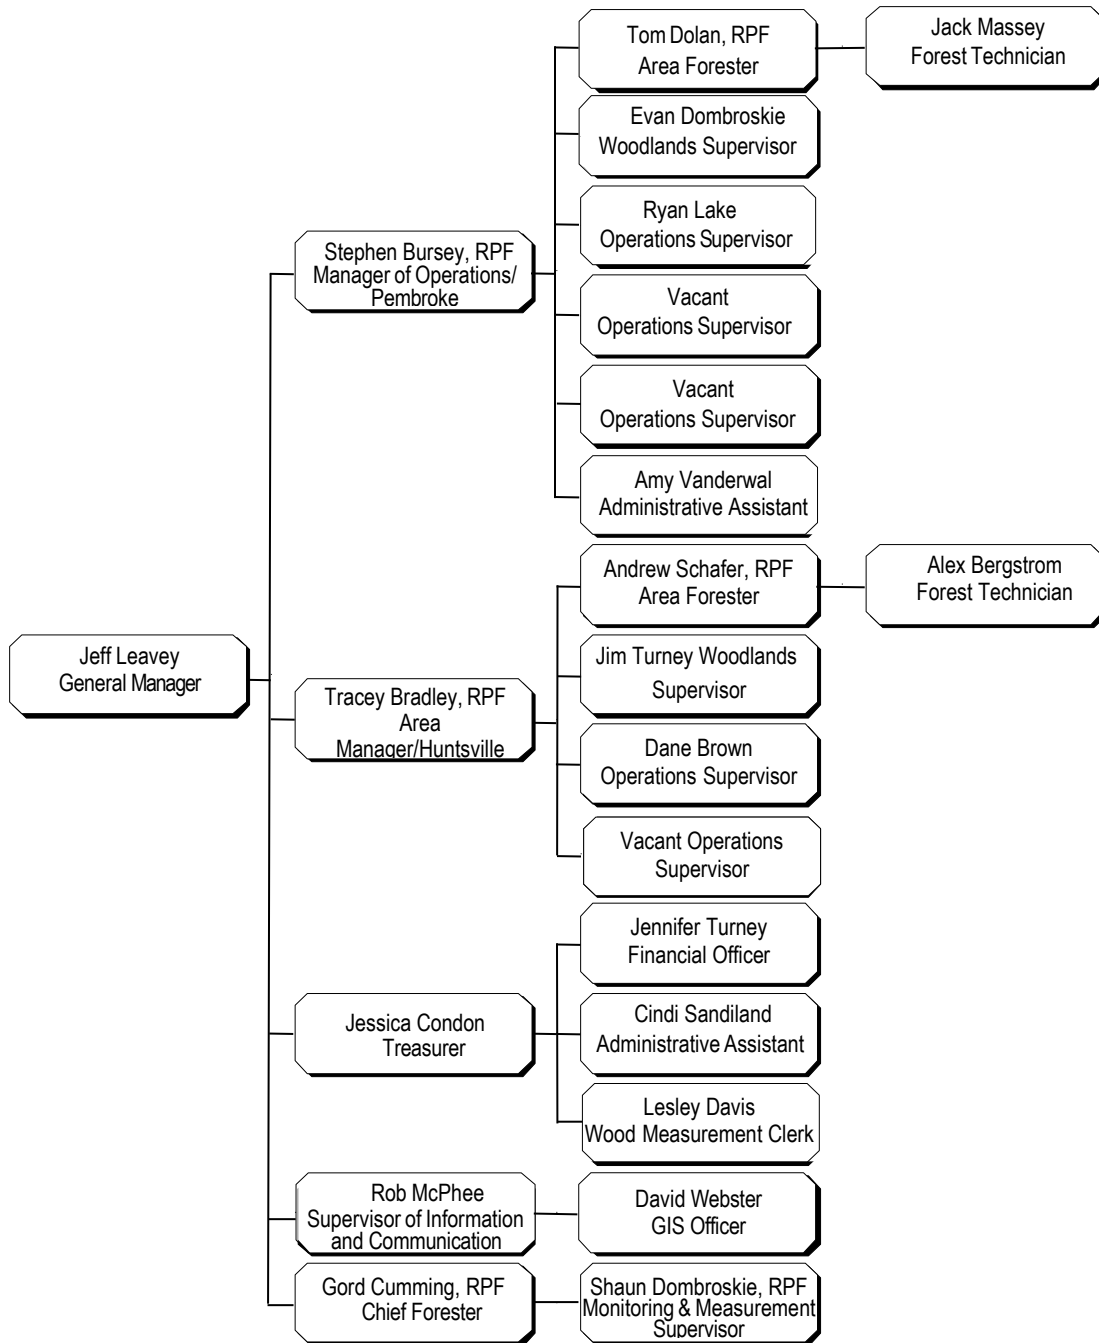 Tom Dolan, RPF
Area Forester
Jack Massey
Forest Technician
Evan Dombroskie
Woodlands Supervisor
Ryan Lake
Operations Supervisor
Stephen Bursey, RPF
Manager of Operations/
Pembroke
Vacant
Operations Supervisor
Vacant
Operations Supervisor
Amy Vanderwal
Administrative Assistant
Andrew Schafer, RPF
Area Forester
Alex Bergstrom
Forest Technician
Jeff Leavey
General Manager
Jim Turney Woodlands
Supervisor
Tracey Bradley, RPF
Area
Manager/Huntsville
Dane Brown
Operations Supervisor
Vacant Operations
Supervisor
Jennifer Turney
Financial Officer
Jessica Condon
Treasurer
Cindi Sandiland
Administrative Assistant
Lesley Davis
Wood Measurement Clerk
Rob McPhee
Supervisor of Information
and Communication
David Webster
GIS Officer
Gord Cumming, RPF
Chief Forester
Shaun Dombroskie, RPF
Monitoring & Measurement
Supervisor